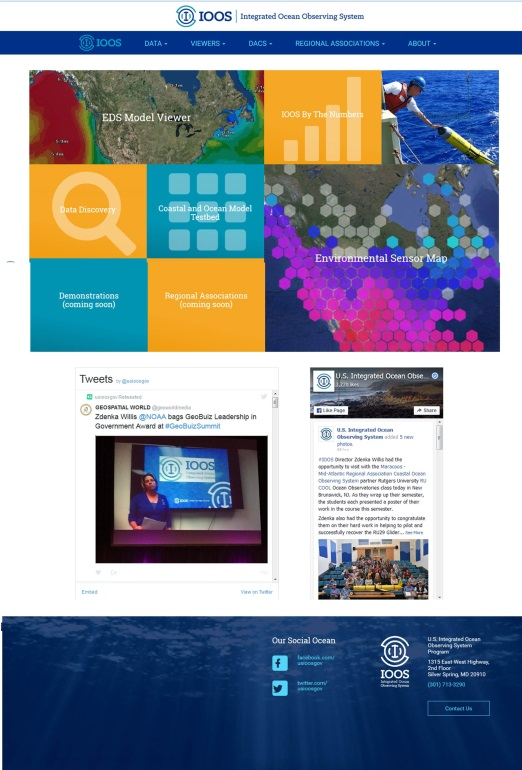 IOOS | Integrated Ocean Observing System
IOOS DATA VIEWERS DACS REGIONAL ASSOCIATIONS ABOUT
EDS Model Viewer
IOOS By The Numbers
Data Discovery
Coastal and Ocean Model
Testbed
Environmental Sensor Map
Demonstrations
(coming soon)
Regional Associations
(coming soon)
Tweets by @usioosgov
usioosgov Retweeted
GEOSPATIAL WORLD @geoworldmedia
Zdenka Willis @NOAA bags GeoBuiz Leadership in
Government Award at #GeoBuizSummit
IOOS
Embed
View on Twitter
U.S. Integrated Ocean Obse...
likes
Like Page
Share
U.S. Integrated Ocean
Observing System added 5 new
photos.
#IOOS Director Zdenka Willis had the
opportunity to visit with the Maracoos -
Mid-Atlantic Regional Association Coastal Ocean
Observing System partner Rutgers University RU
COOL Ocean Observatories class today in New
Brunswick, NJ. As they wrap up their semester,
the students each presented a poster of their
work in the course this semester.
Zdenka also had the opportunity to congratulate
them on their hard work in helping to pilot and
successfully recover the RU29 Glider... See More
Our Social Ocean
facebook.com/
usioosgov
twitter.com/
usioosgov
IOOS
Integrated Ocean
Observing System
U.S. Integrated Ocean
Observing System
Program
1315 East-West Highway,
2nd Floor
Silver Spring, MD 20910
(301) 713-3290
Contact Us